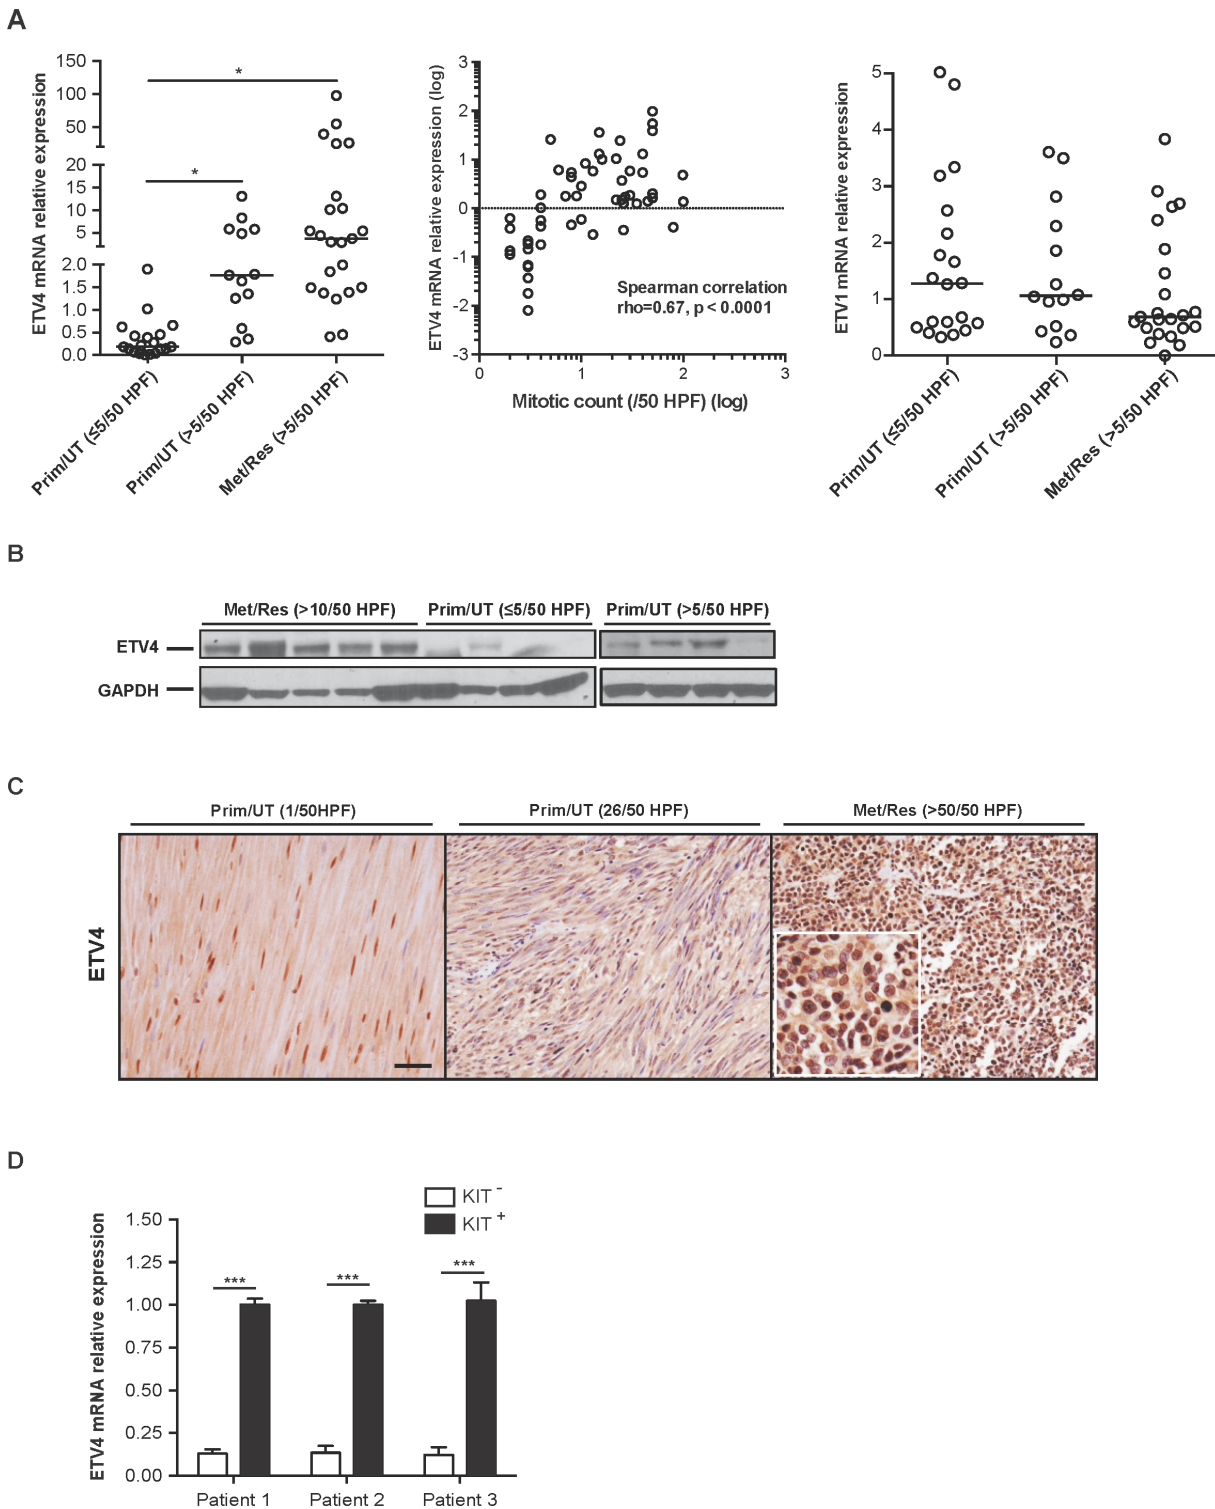 A
ETV4 mRNA relative expression
150
100
50
20
15
10
5
2.0
1.5
1.0
0.5
0.0
*
*
Prim/UT (≤5/50 HPF)
Prim/UT (>5/50 HPF)
Met/Res (>5/50 HPF)
ETV4 mRNA relative expression (log)
3
2
1
0
-1
-2
-3
Spearman correlation
rho=0.67, p < 0.0001
0
1
2
3
Mitotic count (/50 HPF) (log)
ETV1 mRNA relative expression
5
4
3
2
1
0
Prim/UT (≤5/50 HPF)
Prim/UT (>5/50 HPF)
Met/Res (>5/50 HPF)
B
Met/Res (>10/50 HPF)
Prim/UT (≤5/50 HPF)
Prim/UT (>5/50 HPF)
ETV4
GAPDH
C
Prim/UT (1/50HPF)
Prim/UT (26/50 HPF)
Met/Res (>50/50 HPF)
ETV4
D
KIT -
KIT +
ETV4 mRNA relative expression
1.50
1.25
1.00
0.75
0.50
0.25
0.00
***
***
***
Patient 1
Patient 2
Patient 3